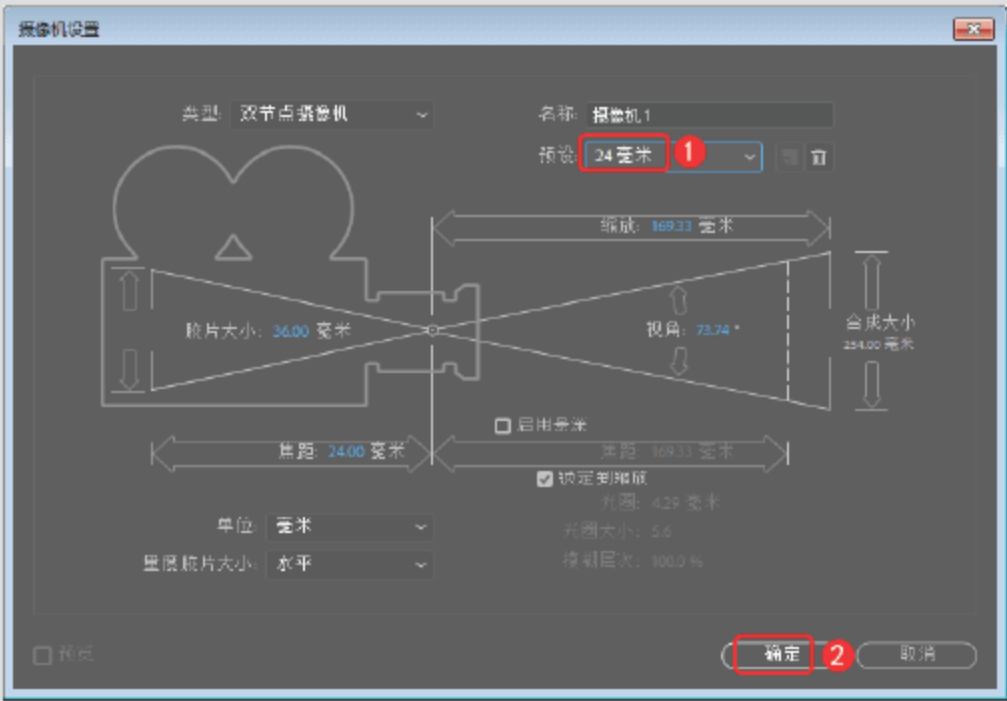 摄像机设置
类型: 双节点摄像机
名称: 摄像机 1
预设: 24 毫米 1
缩放: 169.33 毫米
胶片大小: 36.00 毫米
视角: 73.74 °
合成大小
254.00 毫米
启用景深
焦距: 24.00 毫米
焦距: 169.33 毫米
锁定到缩放
光圈: 4.29 毫米
单位: 毫米
光圈大小: 5.6
量度胶片大小: 水平
模糊层次: 100.0 %
预览
确定 2
取消